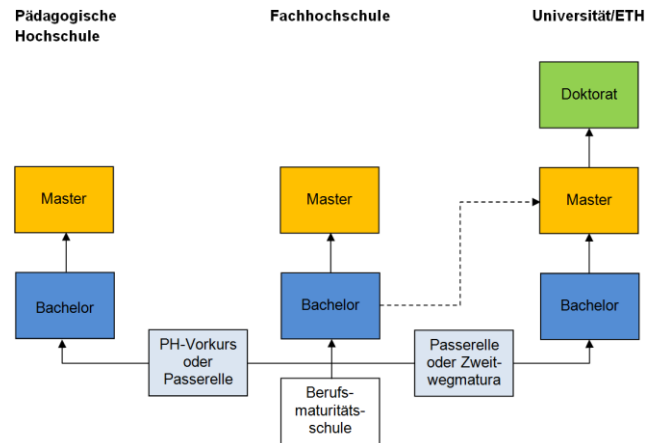 Pädagogische
Hochschule
Fachhochschule
Universität/ETH
Doktorat
Master
Master
Master
Bachelor
Bachelor
Bachelor
PH-Vorkurs
oder
Passerelle
Passerelle
oder Zweit-
wegmatura
Berufs-
maturitäts-
schule